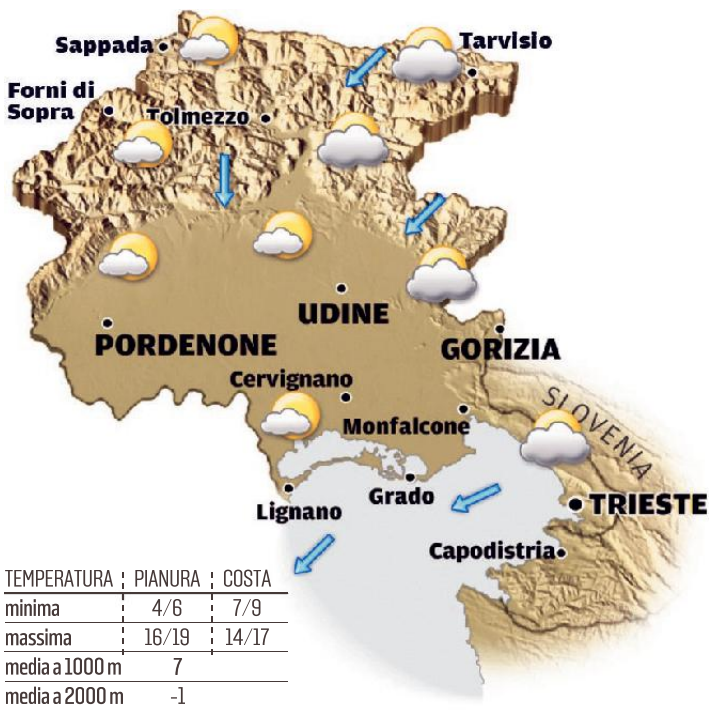 Sappada
Tarvisio
Forni di
Sopra
Tolmezzo
UDINE
PORDENONE
GORIZIA
Cervignano
SLOVENIA
Monfalcone
Lignano
Grado
TRIESTE
Capodistria
TEMPERATURA PIANURA COSTA
minima 4/6 7/9
massima 16/19 14/17
media a 1000 m 7
media a 2000 m -1